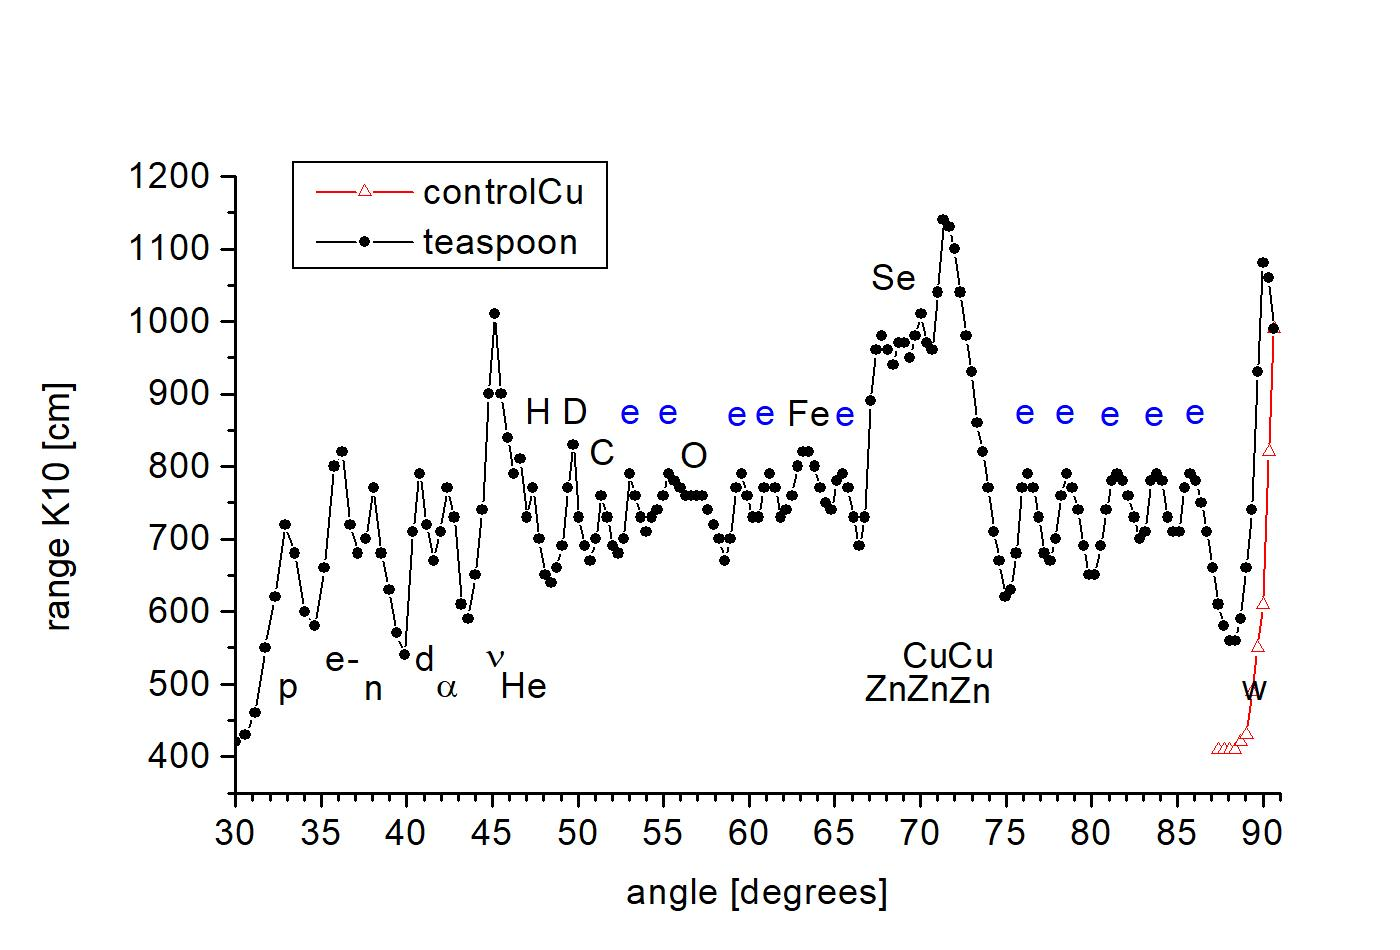 range K10 [cm]
1200
1100
1000
900
800
700
600
500
400
controlCu
teaspoon
Se
H D
C
e e
O
e e
Fe e
e e e e e
p
e-
n
d
α
ν
He
CuCu
ZnZnZn
w
30 35 40 45 50 55 60 65 70 75 80 85 90
angle [degrees]